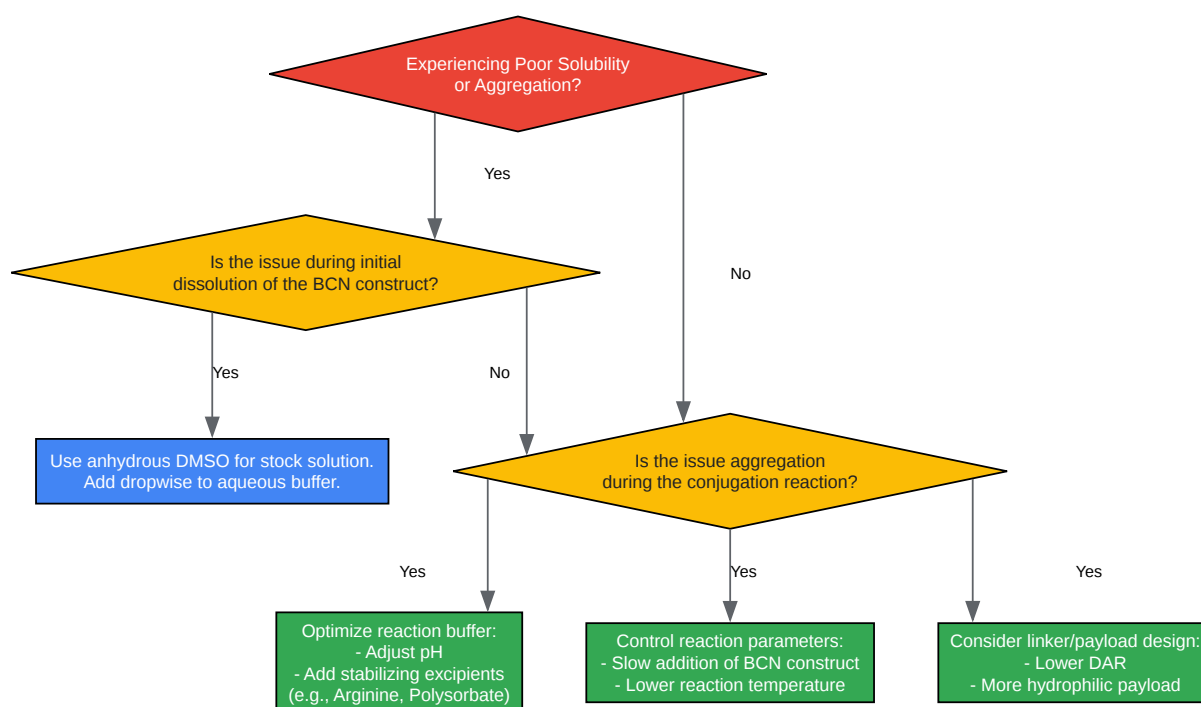 Experiencing Poor Solubility
or Aggregation?
Yes
Is the issue during initial
dissolution of the BCN construct?
No
Yes
No
Use anhydrous DMSO for stock solution.
Add dropwise to aqueous buffer.
Is the issue aggregation
during the conjugation reaction?
Yes
Yes
Yes
Optimize reaction buffer:
- Adjust pH
- Add stabilizing excipients
(e.g., Arginine, Polysorbate)
Control reaction parameters:
- Slow addition of BCN construct
- Lower reaction temperature
Consider linker/payload design:
- Lower DAR
- More hydrophilic payload